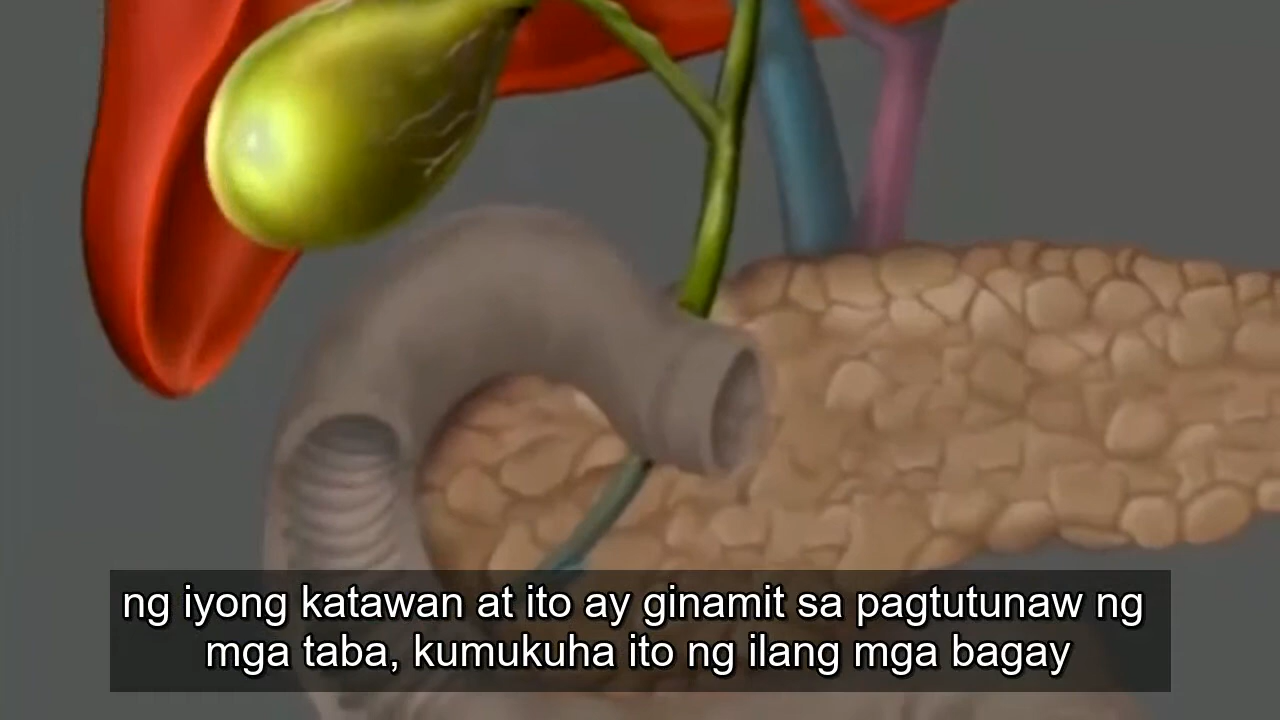 ng iyong katawan at ito ay ginamit sa pagtutunaw ng
mga taba, kumukuha ito ng ilang mga bagay